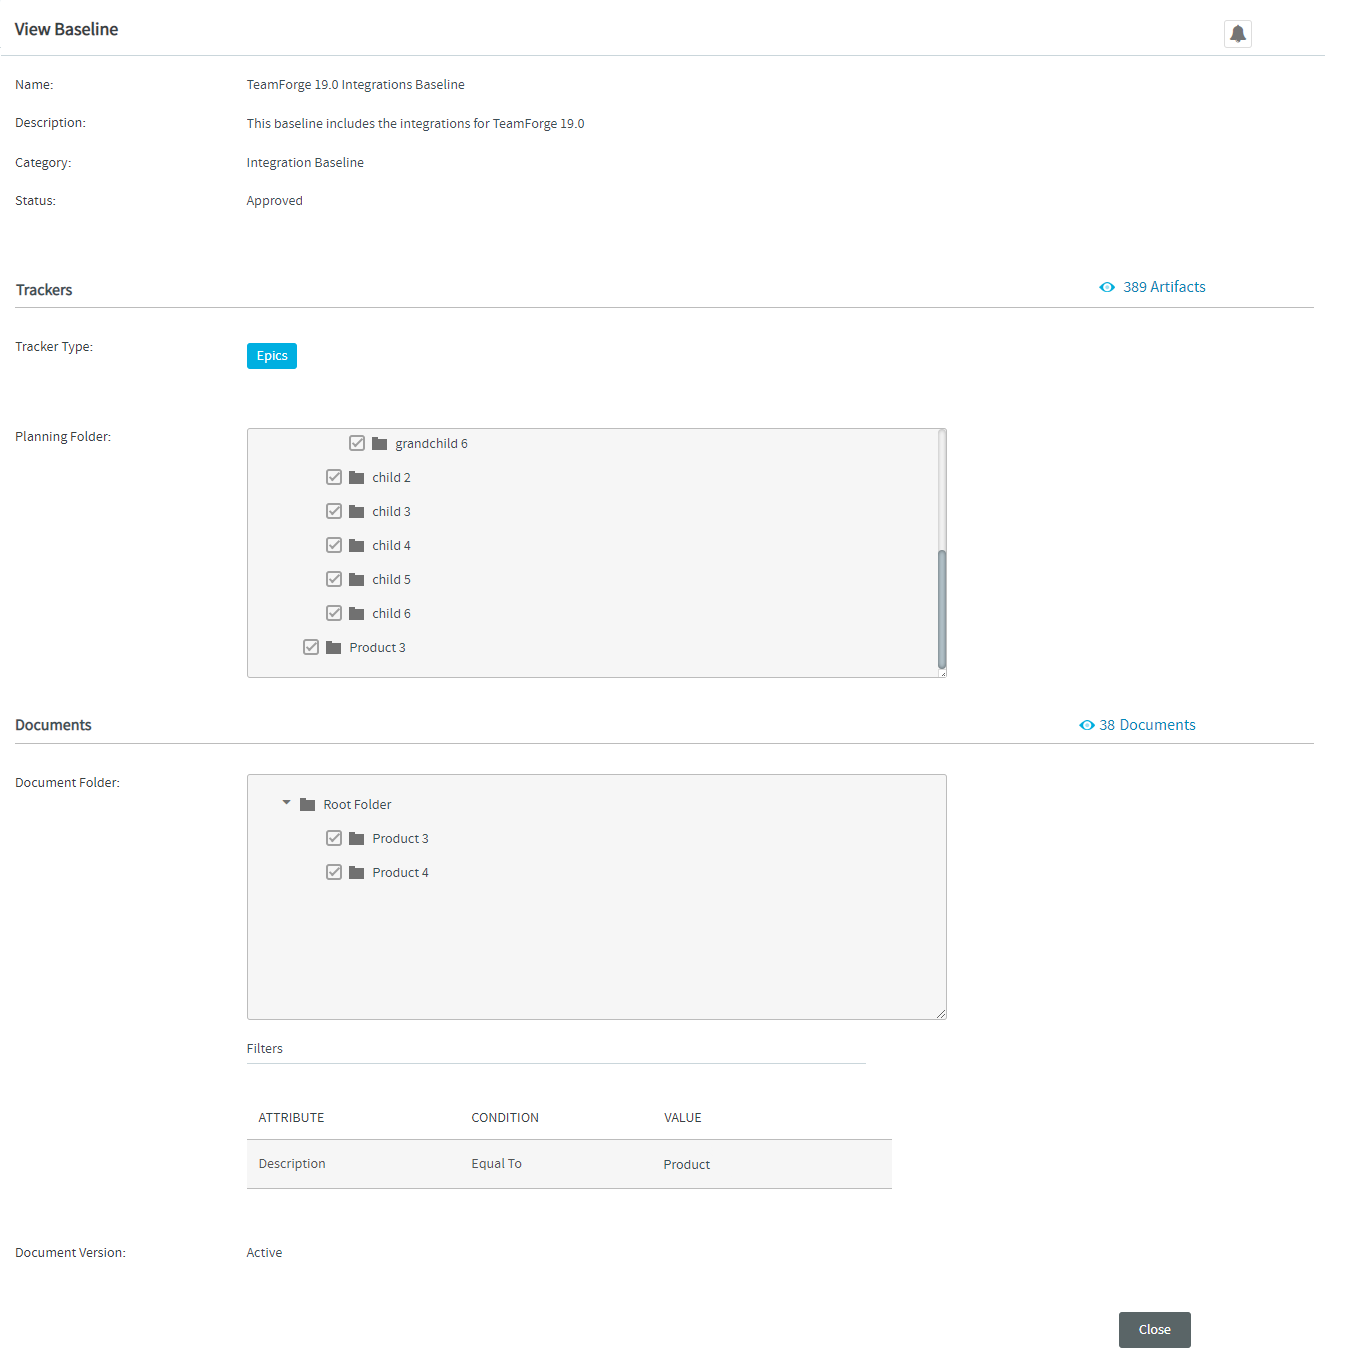 View Baseline
Name: TeamForge 19.0 Integrations Baseline
Description: This baseline includes the integrations for TeamForge 19.0
Category: Integration Baseline
Status: Approved
Trackers 389 Artifacts
Tracker Type: Epics
Planning Folder: grandchild 6
child 2
child 3
child 4
child 5
child 6
Product 3
Documents 38 Documents
Document Folder: Root Folder
Product 3
Product 4
Filters
ATTRIBUTE CONDITION VALUE
Description Equal To Product
Document Version: Active
Close